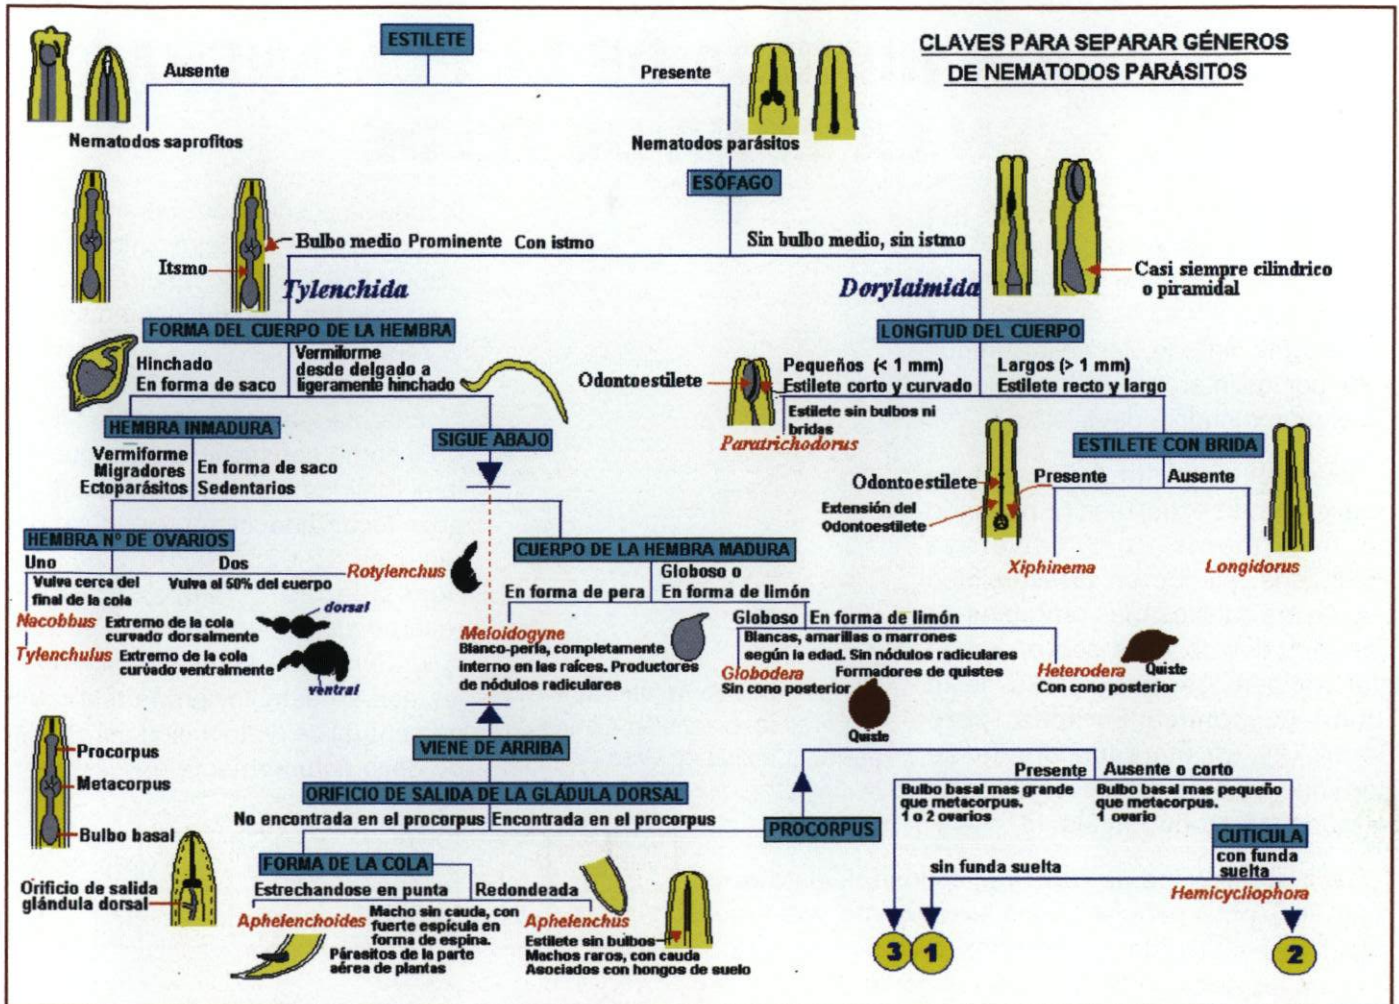 CLAVES PARA SEPARAR GÉNEROS
DE NEMATODOS PARÁSITOS
ESTILETE
Ausente
Presente
Nematodos saprofitos
Nematodos parásitos
ESÓFAGO
Bulbo medio Prominente
Con istmo
Itsmo
Sin bulbo medio, sin istmo
Casi siempre cilindrico
o piramidal
Tylenchida
Dorylaimida
FORMA DEL CUERPO DE LA HEMBRA
Hinchado
En forma de saco
Vermiforme
desde delgado a
ligeramente hinchado
LONGITUD DEL CUERPO
Pequeños (< 1 mm)
Estilete corto y curvado
Largos (> 1 mm)
Estilete recto y largo
Odontoestilete
Estilete sin bulbos ni
bridas
Paratrichodorus
HEMBRA INMADURA
SIGUE ABAJO
Vermiforme
Migradores
Ectoparásitos
En forma de saco
Sedentarios
ESTILETE CON BRIDA
Presente
Ausente
Odontoestilete
Extensión del
Odontoestilete
Xiphinema
Longidorus
HEMBRA Nº DE OVARIOS
Uno
Dos
Vulva cerca del
final de la cola
Vulva al 50% del cuerpo
Rotylenchus
Nacobbus
Extremo de la cola
curvado dorsalmente
dorsal
Tylenchulus
Extremo de la cola
curvado ventralmente
ventral
CUERPO DE LA HEMBRA MADURA
En forma de pera
Globoso o
En forma de limón
Meloidogyne
Blanco-perla, completamente
interno en las raíces. Productores
de nódulos radiculares
Globoso
En forma de limón
Blancas, amarillas o marrones
según la edad. Sin nódulos radiculares
Formadores de quistes
Globodera
Sin cono posterior
Quiste
Heterodera
Con cono posterior
Quiste
VIENE DE ARRIBA
ORIFICIO DE SALIDA DE LA GLÁDULA DORSAL
No encontrada en el procorpus
Encontrada en el procorpus
Procorpus
Metacorpus
Bulbo basal
Orificio de salida
glándula dorsal
FORMA DE LA COLA
Estrechandose en punta
Redondeada
Aphelenchoides
Macho sin cauda, con
fuerte espícula en
forma de espina.
Párasitos de la parte
aérea de plantas
Aphelenchus
Estilete sin bulbos
Machos raros, con cauda
Asociados con hongos de suelo
PROCORPUS
Presente
Bulbo basal mas grande
que metacorpus.
1 o 2 ovarios
Ausente o corto
Bulbo basal mas pequeño
que metacorpus.
1 ovario
CUTICULA
sin funda suelta
con funda
suelta
Hemicycliophora
3
1
2